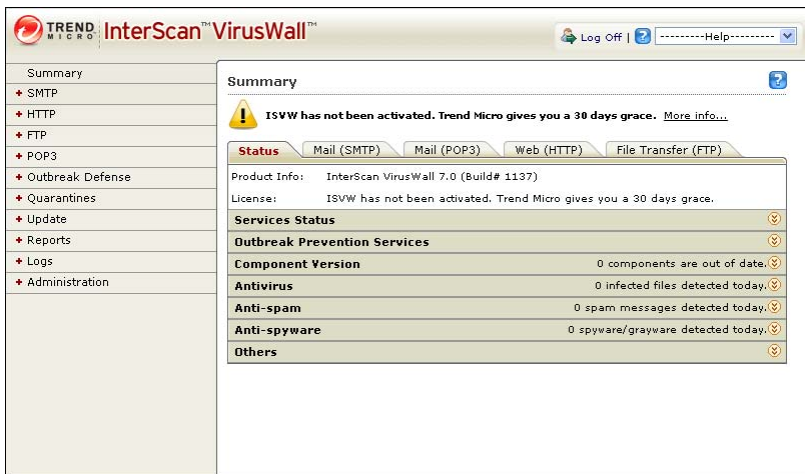 TREND MICRO InterScan™ VirusWall™
Log Off | ? ---------Help---------
Summary
+ SMTP
+ HTTP
+ FTP
+ POP3
+ Outbreak Defense
+ Quarantines
+ Update
+ Reports
+ Logs
+ Administration
Summary ?
ISVW has not been activated. Trend Micro gives you a 30 days grace. More info...
Status Mail (SMTP) Mail (POP3) Web (HTTP) File Transfer (FTP)
Product Info: InterScan VirusWall 7.0 (Build# 1137)
License: ISVW has not been activated. Trend Micro gives you a 30 days grace.
Services Status
Outbreak Prevention Services
Component Version 0 components are out of date.
Antivirus 0 infected files detected today.
Anti-spam 0 spam messages detected today.
Anti-spyware 0 spyware/grayware detected today.
Others